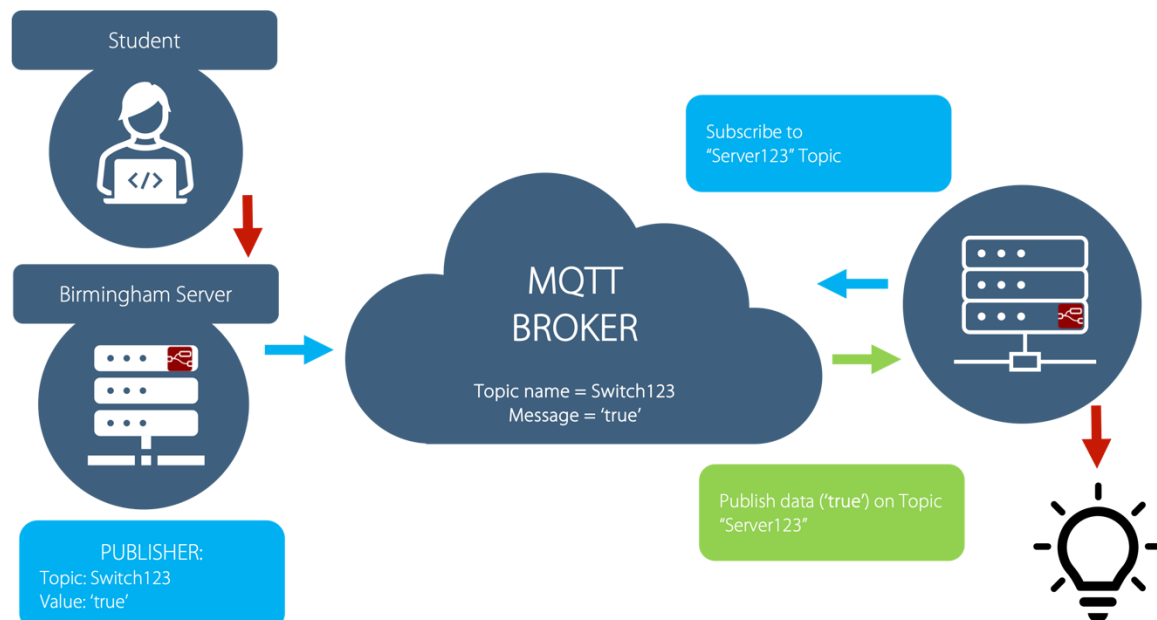 Student
</>
Birmingham Server
PUBLISHER:
Topic: Switch123
Value: ‘true’
MQTT
BROKER
Topic name = Switch123
Message = ‘true’
Subscribe to
“Server123” Topic
Publish data (‘true’) on Topic
“Server123”